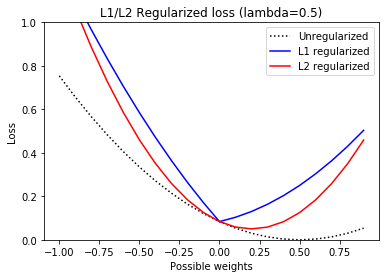 L1/L2 Regularized loss (lambda=0.5)
Unregularized
L1 regularized
L2 regularized
1.0
0.8
0.6
0.4
0.2
0.0
Loss
−1.00 −0.75 −0.50 −0.25 0.00 0.25 0.50 0.75
Possible weights